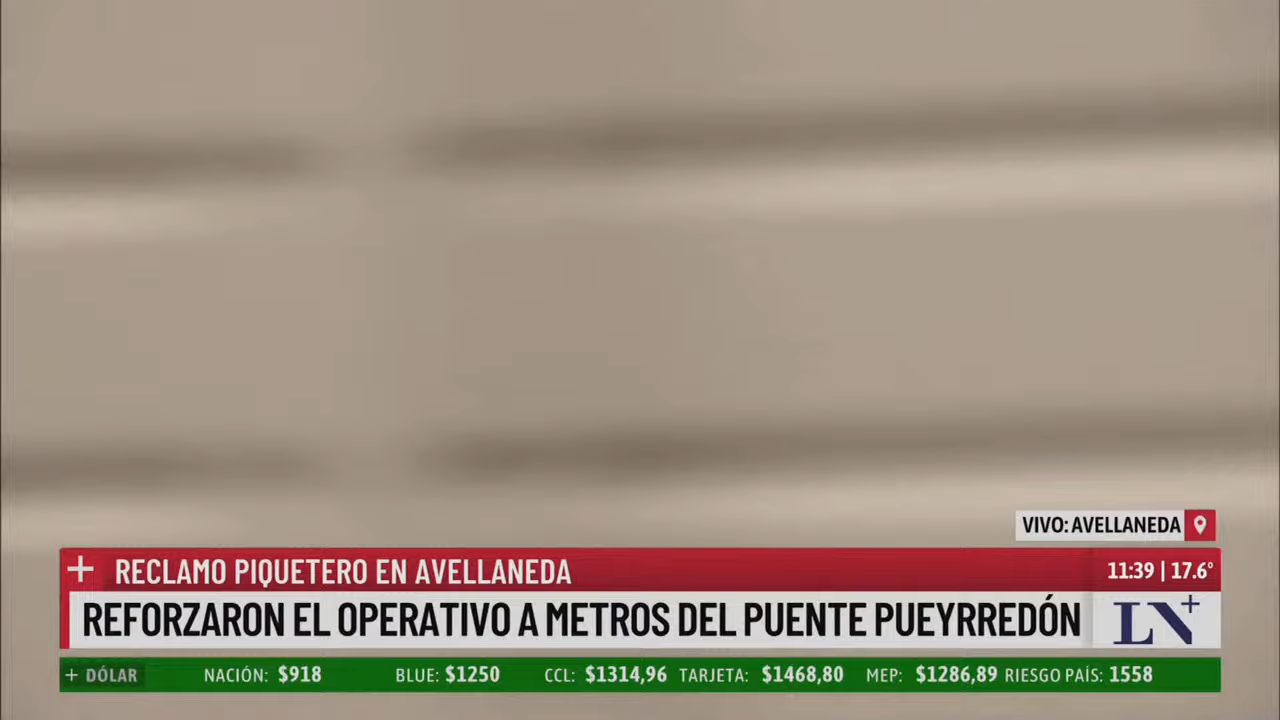 VIVO: AVELLANEDA
+ RECLAMO PIQUETERO EN AVELLANEDA
11:39 | 17.6°
REFORZARON EL OPERATIVO A METROS DEL PUENTE PUEYRREDÓN
LN+
+ DÓLAR NACIÓN: $918 BLUE: $1250 CCL: $1314,96 TARJETA: $1468,80 MEP: $1286,89 RIESGO PAÍS: 1558